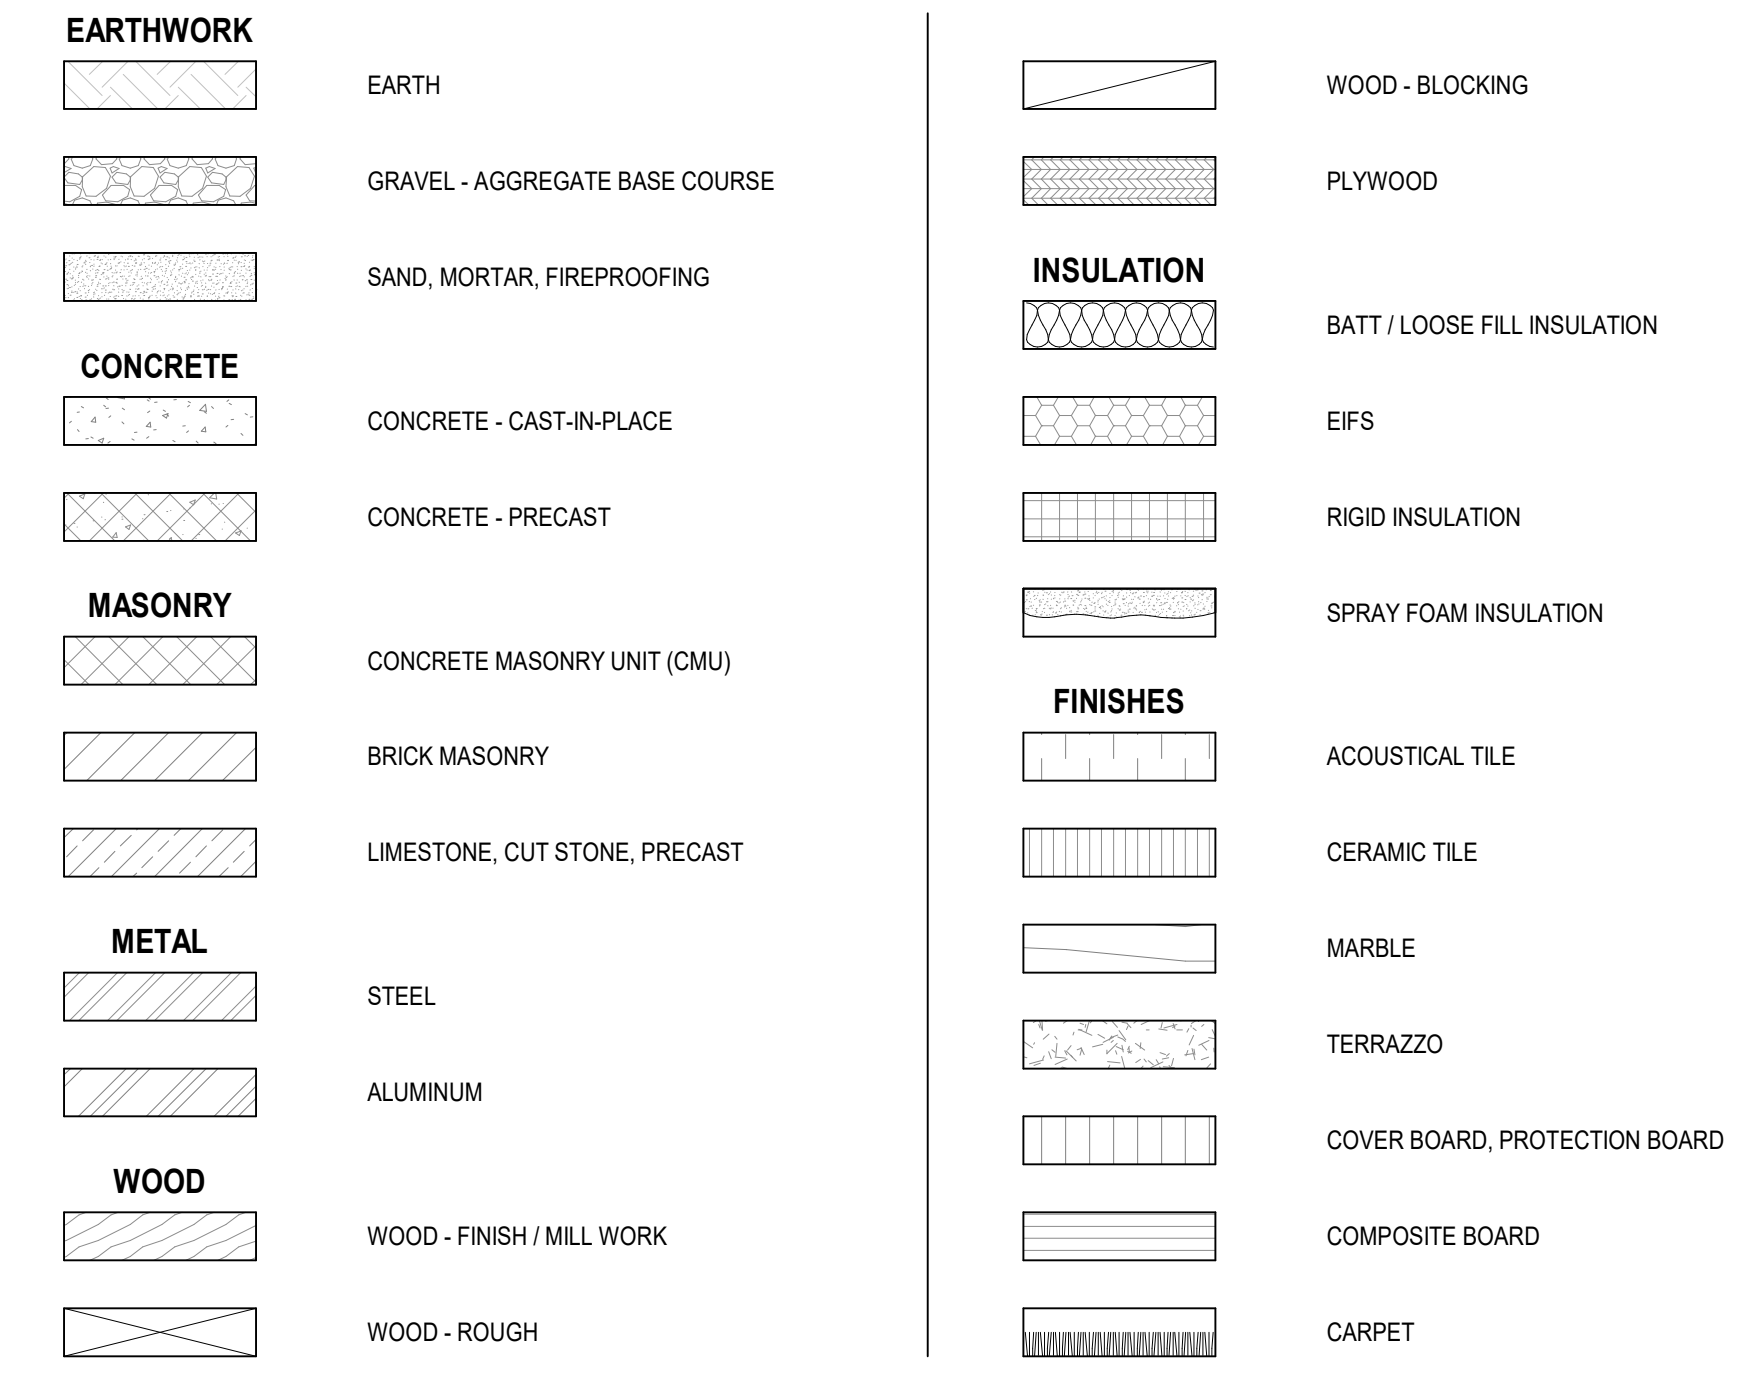 EARTHWORK
EARTH
GRAVEL - AGGREGATE BASE COURSE
SAND, MORTAR, FIREPROOFING
CONCRETE
CONCRETE - CAST-IN-PLACE
CONCRETE - PRECAST
MASONRY
CONCRETE MASONRY UNIT (CMU)
BRICK MASONRY
LIMESTONE, CUT STONE, PRECAST
METAL
STEEL
ALUMINUM
WOOD
WOOD - FINISH / MILL WORK
WOOD - ROUGH
WOOD - BLOCKING
PLYWOOD
INSULATION
BATT / LOOSE FILL INSULATION
EIFS
RIGID INSULATION
SPRAY FOAM INSULATION
FINISHES
ACOUSTICAL TILE
CERAMIC TILE
MARBLE
TERRAZZO
COVER BOARD, PROTECTION BOARD
COMPOSITE BOARD
CARPET